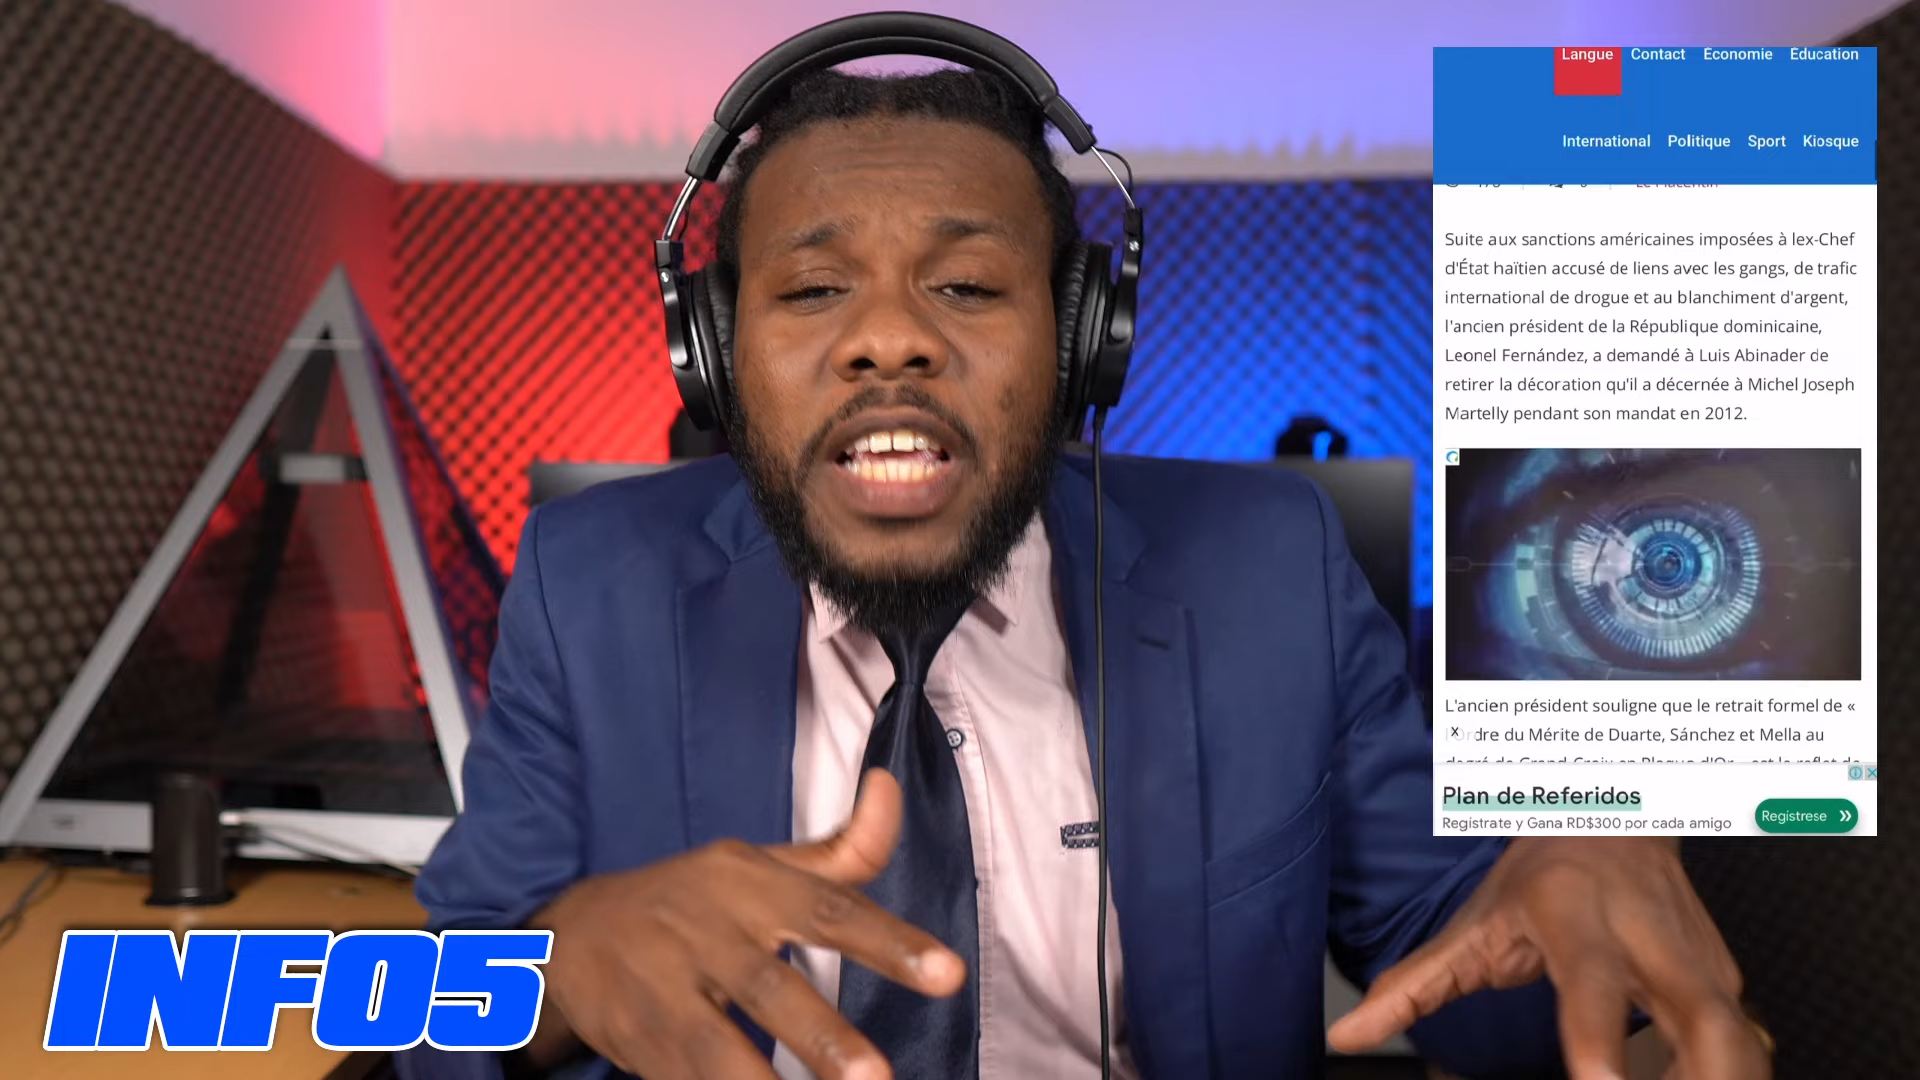 Langue Contact Économie Éducation
International Politique Sport Kiosque
Suite aux sanctions américaines imposées à lex-Chef
d'État haïtien accusé de liens avec les gangs, de trafic
international de drogue et au blanchiment d'argent,
l'ancien président de la République dominicaine,
Leonel Fernández, a demandé à Luis Abinader de
retirer la décoration qu'il a décernée à Michel Joseph
Martelly pendant son mandat en 2012.
L'ancien président souligne que le retrait formel de «
l'Ordre du Mérite de Duarte, Sánchez et Mella au
Plan de Referidos
Regístrate y Gana RD$300 por cada amigo
Regístrese »
INFO5